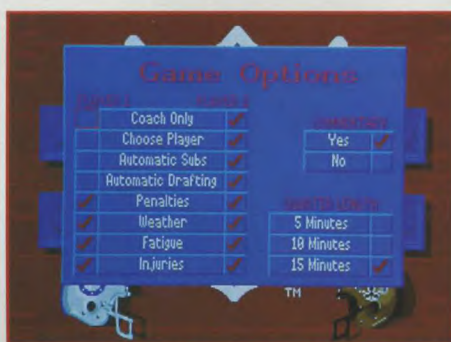 Game Options
Coach Only
Choose Player
Automatic Subs
Automatic Drafting
Penalties
Weather
Fatigue
Injuries
Yes
No
5 Minutes
10 Minutes
15 Minutes
TM